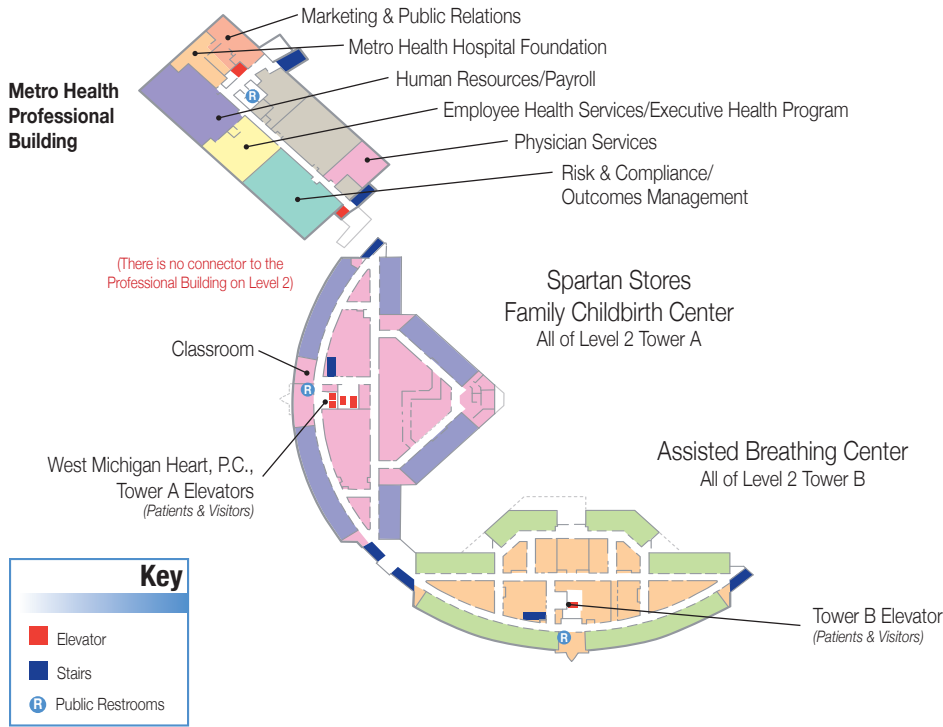 Marketing & Public Relations
Metro Health Hospital Foundation
Human Resources/Payroll
Metro Health
Professional
Building
Employee Health Services/Executive Health Program
Physician Services
Risk & Compliance/
Outcomes Management
R
(There is no connector to the
Professional Building on Level 2)
Spartan Stores
Family Childbirth Center
All of Level 2 Tower A
Classroom
R
West Michigan Heart, P.C.,
Tower A Elevators
(Patients & Visitors)
Assisted Breathing Center
All of Level 2 Tower B
Tower B Elevator
(Patients & Visitors)
R
Key
Elevator
Stairs
R Public Restrooms